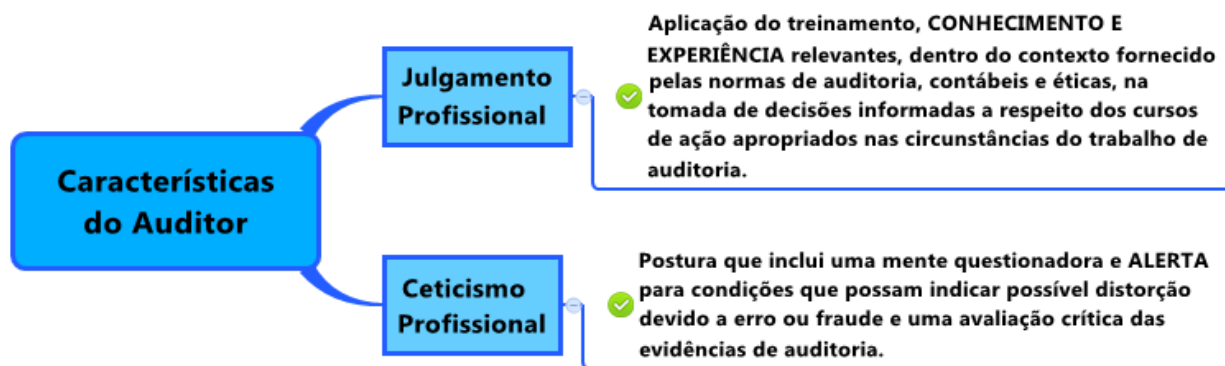 Características
do Auditor
Julgamento
Profissional
Aplicação do treinamento, CONHECIMENTO E
EXPERIÊNCIA relevantes, dentro do contexto fornecido
pelas normas de auditoria, contábeis e éticas, na
tomada de decisões informadas a respeito dos cursos
de ação apropriados nas circunstâncias do trabalho de
auditoria.
Ceticismo
Profissional
Postura que inclui uma mente questionadora e ALERTA
para condições que possam indicar possível distorção
devido a erro ou fraude e uma avaliação crítica das
evidências de auditoria.